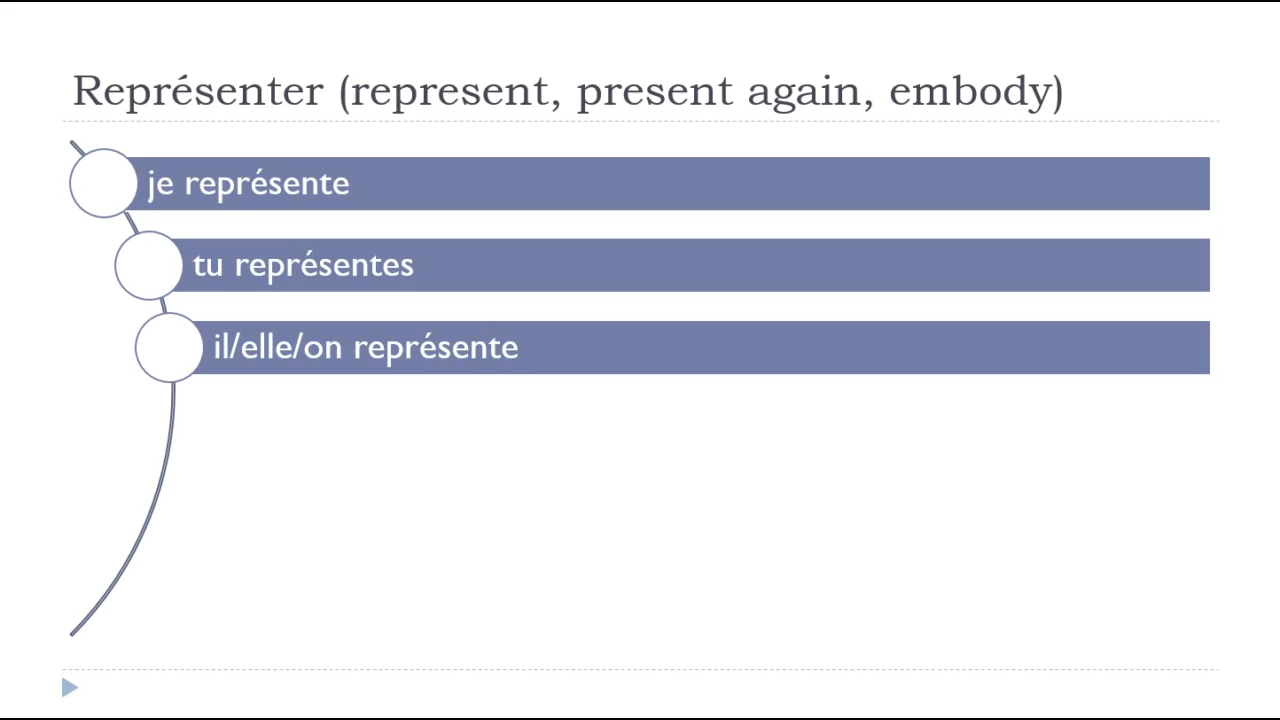 Représenter (represent, present again, embody)
je représente
tu représentes
il/elle/on représente